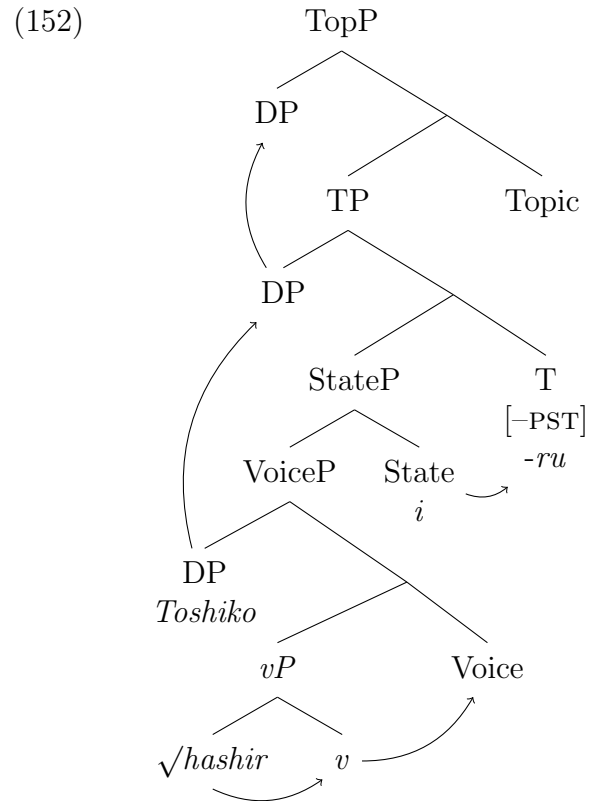 (152)
TopP
DP
TP Topic
DP
StateP T
[–PST]
VoiceP State -ru
i
DP
Toshiko
vP Voice
√hashir v